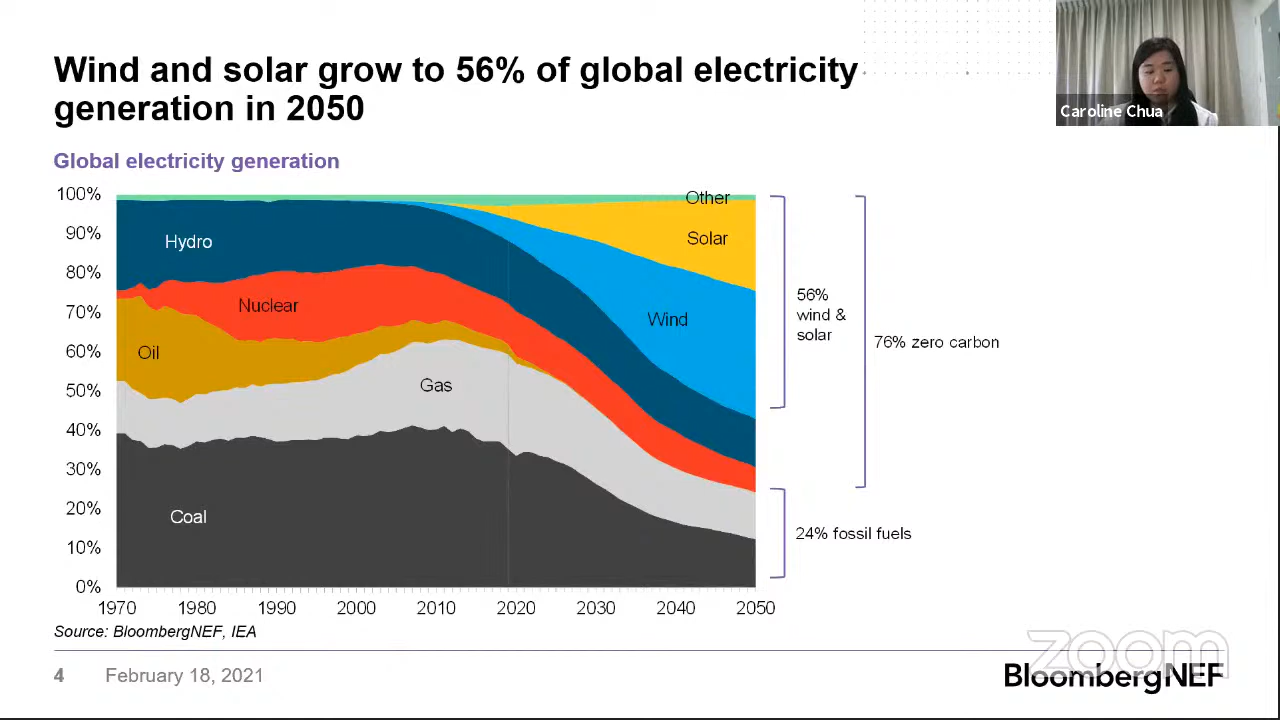 Wind and solar grow to 56% of global electricity
generation in 2050
Caroline Chua
Global electricity generation
100%
90%
80%
70%
60%
50%
40%
30%
20%
10%
0%
Other
Solar
Hydro
Nuclear
Wind
Oil
Gas
Coal
56%
wind &
solar
76% zero carbon
24% fossil fuels
1970 1980 1990 2000 2010 2020 2030 2040 2050
Source: BloombergNEF, IEA
zoom
4 February 18, 2021
BloombergNEF